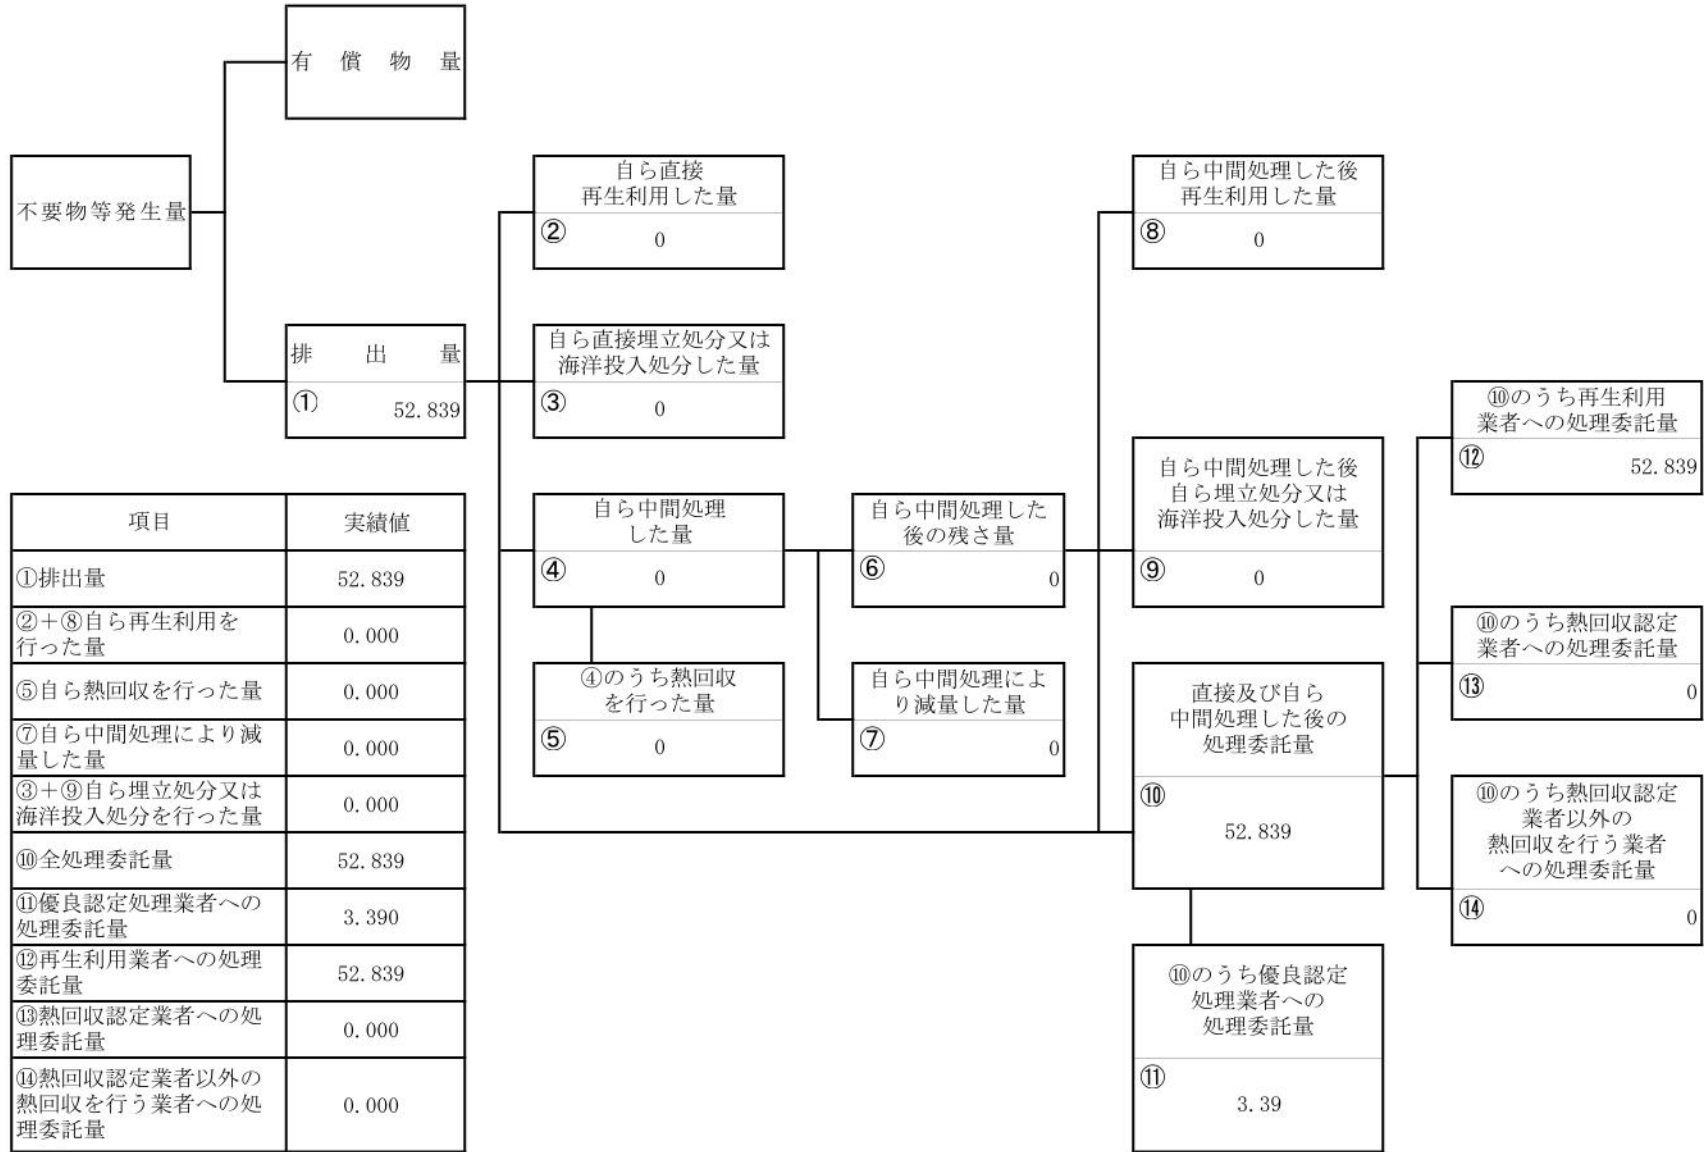 有償物量
不要物等発生量
排出量
① 52.839
自ら直接
再生利用した量
② 0
自ら直接埋立処分又は
海洋投入処分した量
③ 0
自ら中間処理
した量
④ 0
④のうち熱回収
を行った量
⑤ 0
自ら中間処理した
後の残さ量
⑥ 0
自ら中間処理によ
り減量した量
⑦ 0
自ら中間処理した後
再生利用した量
⑧ 0
自ら中間処理した後
自ら埋立処分又は
海洋投入処分した量
⑨ 0
直接及び自ら
中間処理した後の
処理委託量
⑩
52.839
⑩のうち優良認定
処理業者への
処理委託量
⑪
3.39
⑩のうち再生利用
業者への処理委託量
⑫ 52.839
⑩のうち熱回収認定
業者への処理委託量
⑬ 0
⑩のうち熱回収認定
業者以外の
熱回収を行う業者
への処理委託量
⑭ 0
項目 実績値
①排出量 52.839
②+⑧自ら再生利用を
行った量 0.000
⑤自ら熱回収を行った量 0.000
⑦自ら中間処理により減
量した量 0.000
③+⑨自ら埋立処分又は
海洋投入処分を行った量 0.000
⑩全処理委託量 52.839
⑪優良認定処理業者への
処理委託量 3.390
⑫再生利用業者への処理
委託量 52.839
⑬熱回収認定業者への処
理委託量 0.000
⑭熱回収認定業者以外の
熱回収を行う業者への処
理委託量 0.000